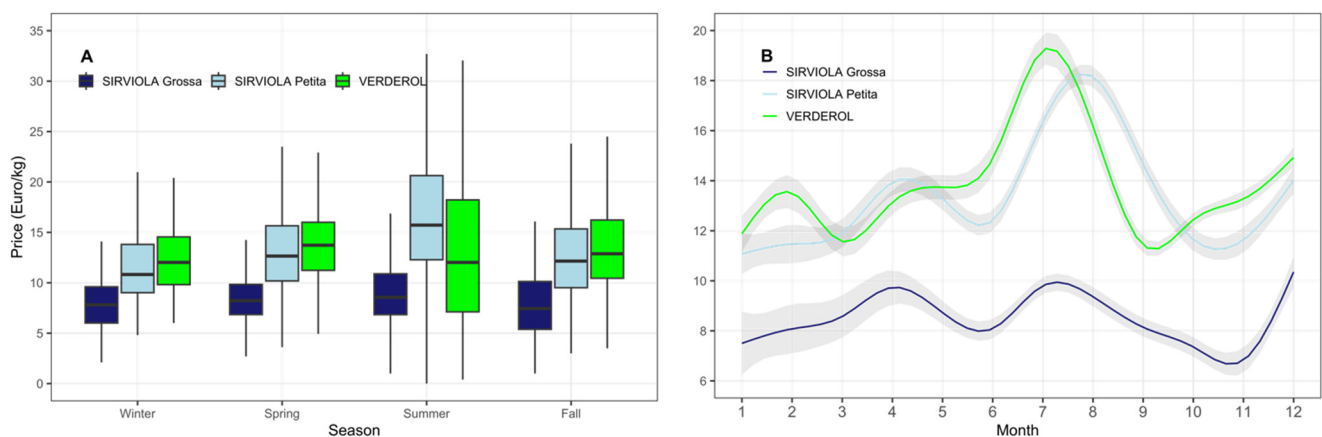 A
SIRVIOLA Grossa SIRVIOLA Petita VERDEROL
Price (Euro/kg)
35
30
25
20
15
10
5
0
Winter Spring Summer Fall
Season
B
SIRVIOLA Grossa
SIRVIOLA Petita
VERDEROL
20
18
16
14
12
10
8
6
1 2 3 4 5 6 7 8 9 10 11 12
Month